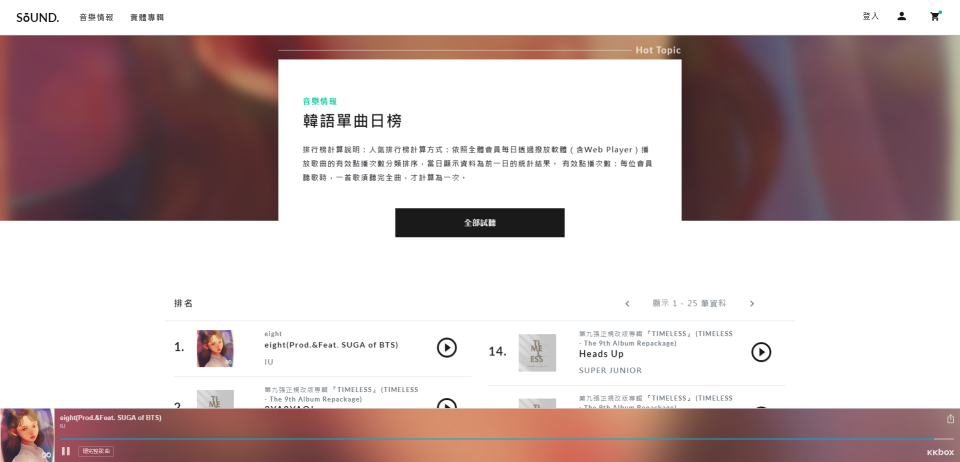 SōUND.
音樂情報
實體專輯
登入
Hot Topic
音樂情報
韓語單曲日榜
排行榜計算說明：人氣排行榜計算方式：依照全體會員每日透過撥放軟體（含Web Player）播
放歌曲的有效點播次數分類排序，當日顯示資料為前一日的統計結果。 有效點播次數：每位會員
聽歌時，一首歌須聽完全曲，才計算為一次。
全部試聽
排名
顯示 1 - 25 筆資料
1.
eight
eight(Prod.&Feat. SUGA of BTS)
IU
第九張正規改版專輯『TIMELESS』 (TIMELESS
TIMELESS
14.
第九張正規改版專輯『TIMELESS』 (TIMELESS
- The 9th Album Repackage)
Heads Up
SUPER JUNIOR
第九張正規改版專輯『TIMELESS』 (TIMELESS
- The 9th Album Repackage)
eight(Prod.&Feat. SUGA of BTS)
IU
聽完整歌曲
KKBOX